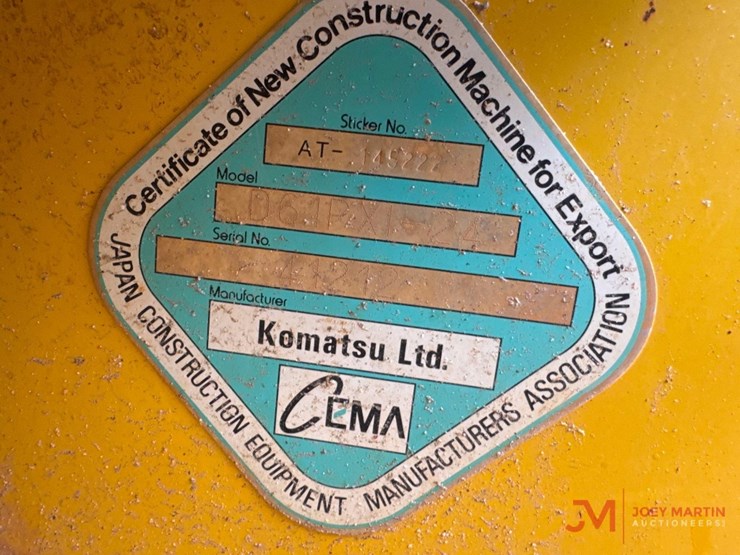 Certificate of New Construction Machine for Export
Sticker No.
AT-
Model
Serial No.
Manufacturer
Komatsu Ltd.
CEMA
JAPAN CONSTRUCTION EQUIPMENT MANUFACTURERS ASSOCIATION
JM JOEY MARTIN
AUCTIONEERS!